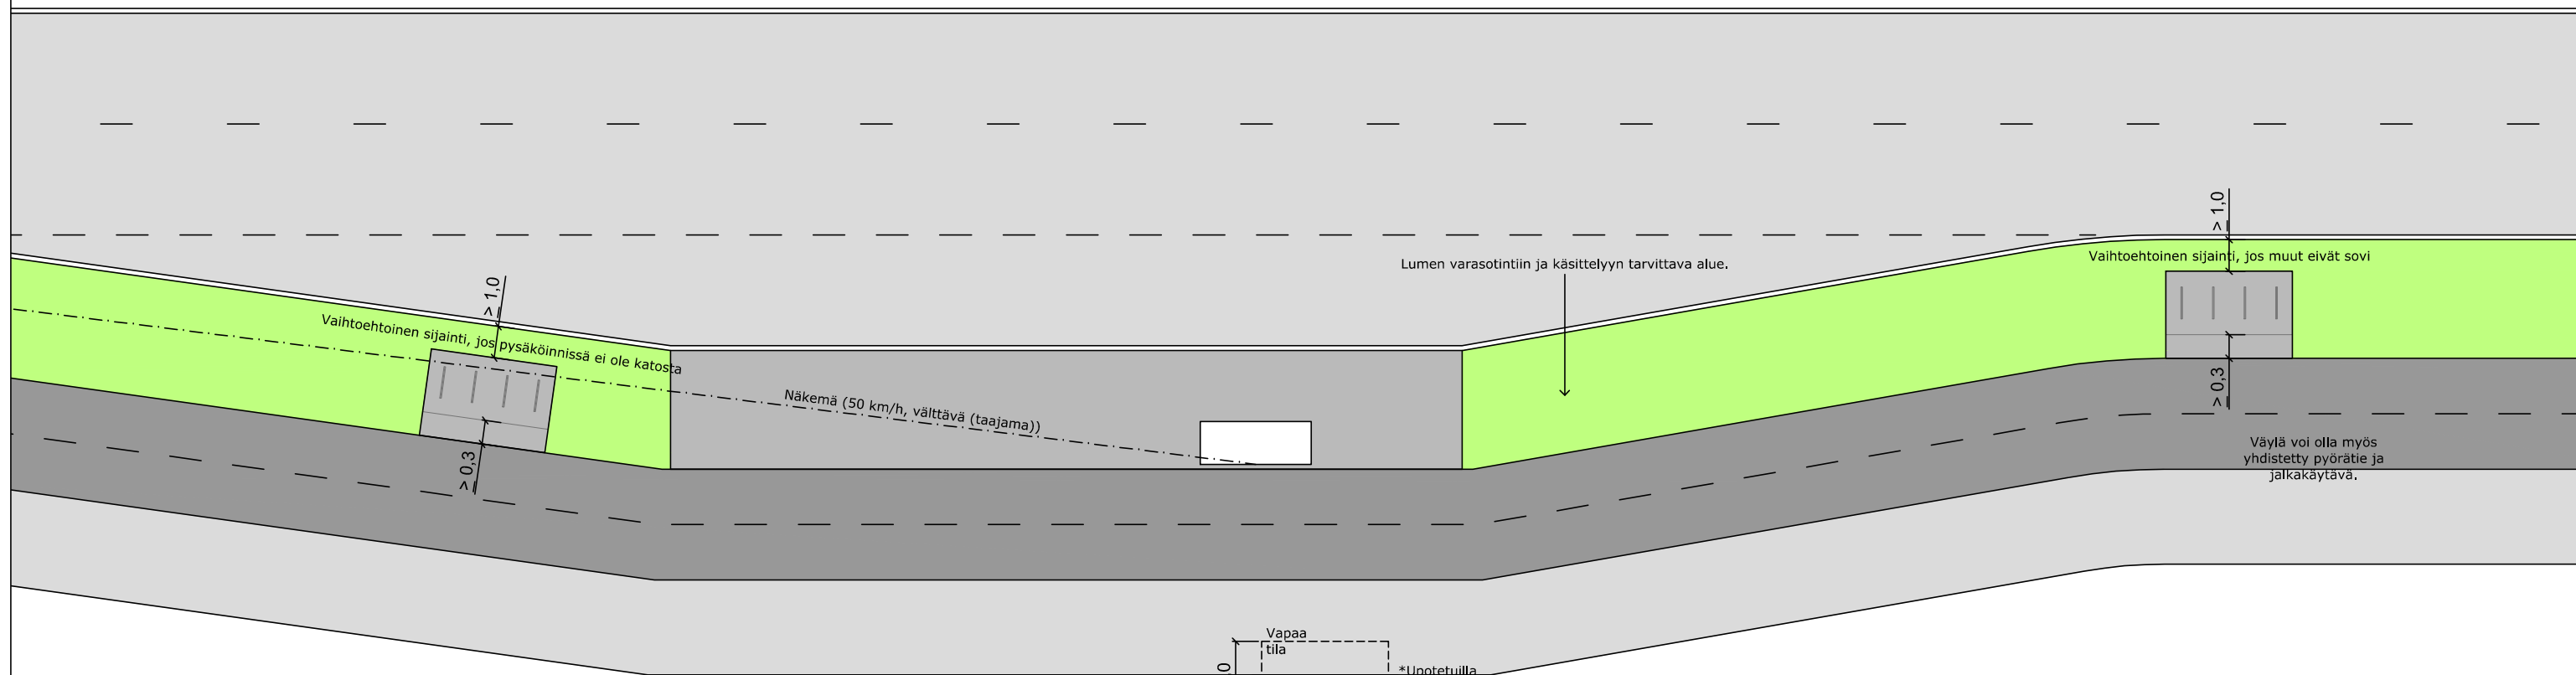 > 1,0
Vaihtoehtoinen sijainti, jos muut eivät sovi
Lumen varasotintiin ja käsittelyyn tarvittava alue.
> 1,0
Vaihtoehtoinen sijainti, jos pysäköinnissä ei ole katosta
Näkemä (50 km/h, välttävä (taajama))
> 0,3
> 0,3
Väylä voi olla myös
yhdistetty pyörätie ja
jalkakäytävä.
Vapaa
tila
*Upotetuilla